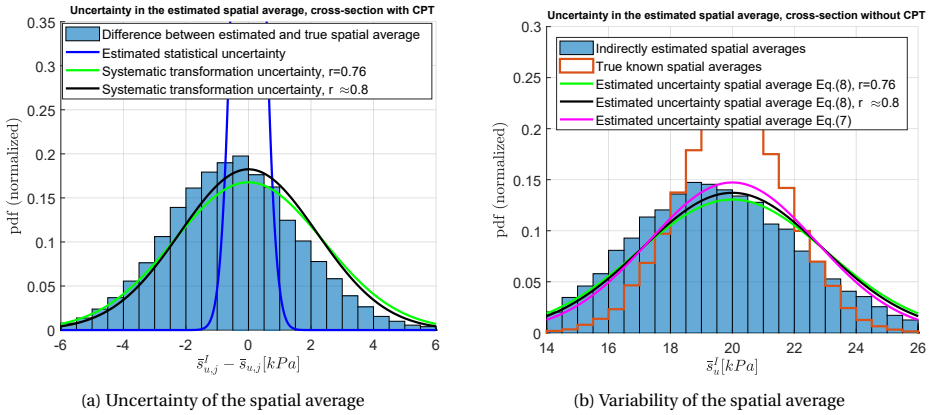 Uncertainty in the estimated spatial average, cross-section with CPT
0.35
0.3
0.25
0.2
0.15
0.1
0.05
0
pdf (normalized)
Difference between estimated and true spatial average
Estimated statistical uncertainty
Systematic transformation uncertainty, r=0.76
Systematic transformation uncertainty, r ≈0.8
-6 -4 -2 0 2 4 6
s̅ᴵᵤ,ⱼ − s̅ᵤ,ⱼ[kPa]
(a) Uncertainty of the spatial average
Uncertainty in the estimated spatial average, cross-section without CPT
0.3
0.25
0.2
0.15
0.1
0.05
0
pdf (normalized)
Indirectly estimated spatial averages
True known spatial averages
Estimated uncertainty spatial average Eq.(8), r=0.76
Estimated uncertainty spatial average Eq.(8), r ≈0.8
Estimated uncertainty spatial average Eq.(7)
14 16 18 20 22 24 26
s̅ᴵᵤ[kPa]
(b) Variability of the spatial average